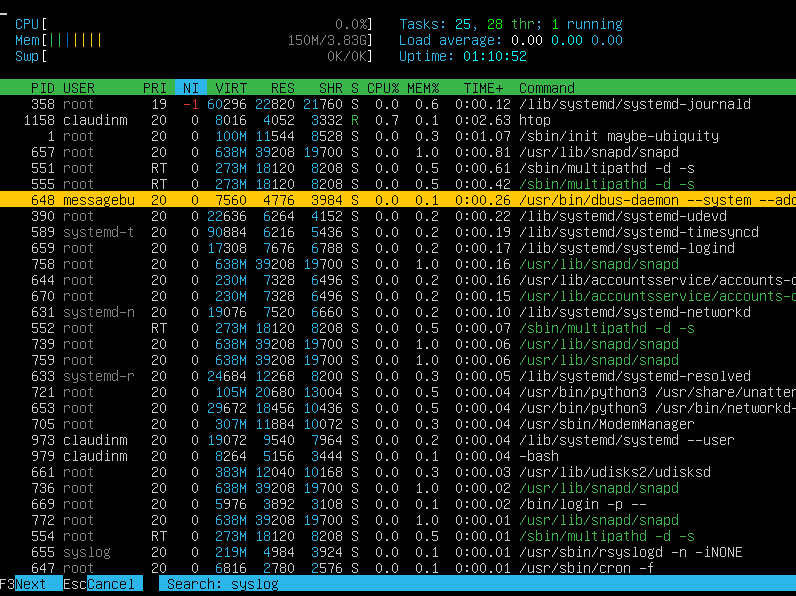 CPU[ 0.0%] Tasks: 25, 28 thr; 1 running
Mem[||||||| 150M/3.83G] Load average: 0.00 0.00 0.00
Swp[ 0K/0K] Uptime: 01:10:52
PID USER PRI NI VIRT RES SHR S CPU% MEM% TIME+ Command
358 root 19 -1 60296 22820 21760 S 0.0 0.6 0:00.12 /lib/systemd/systemd-journald
1158 claudinm 20 0 8016 4052 3332 R 0.7 0.1 0:02.63 htop
1 root 20 0 100M 11544 8528 S 0.0 0.3 0:01.07 /sbin/init maybe-ubiquity
657 root 20 0 638M 39208 19700 S 0.0 1.0 0:00.81 /usr/lib/snapd/snapd
551 root RT 0 273M 18120 8208 S 0.0 0.5 0:00.61 /sbin/multipathd -d -s
555 root RT 0 273M 18120 8208 S 0.0 0.5 0:00.42 /sbin/multipathd -d -s
648 messagebu 20 0 7560 4776 3984 S 0.0 0.1 0:00.26 /usr/bin/dbus-daemon --system --add
390 root 20 0 22636 6264 4152 S 0.0 0.2 0:00.22 /lib/systemd/systemd-udevd
589 systemd-t 20 0 90884 6216 5436 S 0.0 0.2 0:00.19 /lib/systemd/systemd-timesyncd
659 root 20 0 17308 7676 6788 S 0.0 0.2 0:00.17 /lib/systemd/systemd-logind
758 root 20 0 638M 39208 19700 S 0.0 1.0 0:00.16 /usr/lib/snapd/snapd
644 root 20 0 230M 7328 6496 S 0.0 0.2 0:00.16 /usr/lib/accountsservice/accounts-d
670 root 20 0 230M 7328 6496 S 0.0 0.2 0:00.15 /usr/lib/accountsservice/accounts-d
631 systemd-n 20 0 19076 7520 6660 S 0.0 0.2 0:00.10 /lib/systemd/systemd-networkd
552 root RT 0 273M 18120 8208 S 0.0 0.5 0:00.07 /sbin/multipathd -d -s
739 root 20 0 638M 39208 19700 S 0.0 1.0 0:00.06 /usr/lib/snapd/snapd
759 root 20 0 638M 39208 19700 S 0.0 1.0 0:00.06 /usr/lib/snapd/snapd
633 systemd-r 20 0 24684 12268 8200 S 0.0 0.3 0:00.05 /lib/systemd/systemd-resolved
721 root 20 0 105M 20680 13004 S 0.0 0.5 0:00.04 /usr/bin/python3 /usr/share/unatten
653 root 20 0 29672 18456 10436 S 0.0 0.5 0:00.04 /usr/bin/python3 /usr/bin/networkd-
705 root 20 0 307M 11884 10072 S 0.0 0.3 0:00.04 /usr/sbin/ModemManager
973 claudinm 20 0 19072 9540 7964 S 0.0 0.2 0:00.04 /lib/systemd/systemd --user
979 claudinm 20 0 8264 5156 3444 S 0.0 0.1 0:00.04 -bash
661 root 20 0 383M 12040 10168 S 0.0 0.3 0:00.03 /usr/lib/udisks2/udisksd
736 root 20 0 638M 39208 19700 S 0.0 1.0 0:00.02 /usr/lib/snapd/snapd
669 root 20 0 5976 3892 3108 S 0.0 0.1 0:00.02 /bin/login -p --
772 root 20 0 638M 39208 19700 S 0.0 1.0 0:00.01 /usr/lib/snapd/snapd
554 root RT 0 273M 18120 8208 S 0.0 0.5 0:00.01 /sbin/multipathd -d -s
655 syslog 20 0 219M 4984 3924 S 0.0 0.1 0:00.01 /usr/sbin/rsyslogd -n -iNONE
647 root 20 0 6816 2780 2576 S 0.0 0.1 0:00.01 /usr/sbin/cron -f
F3Next EscCancel Search: syslog